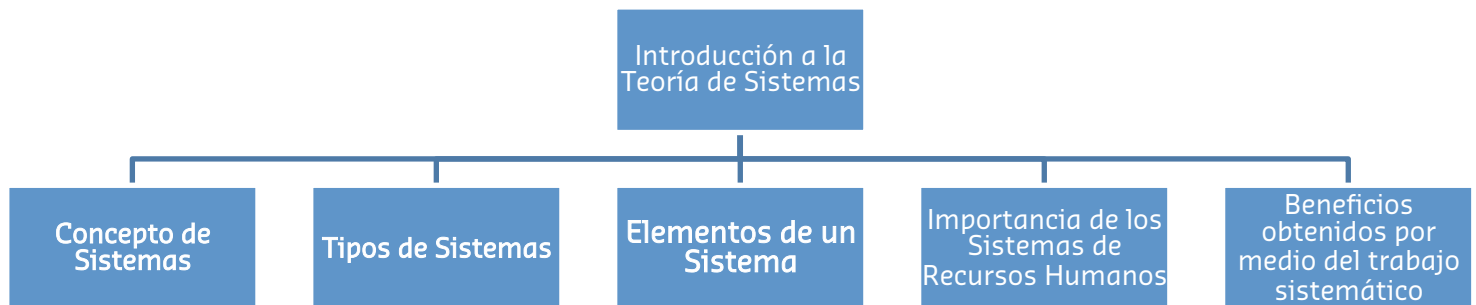 Introducción a la
Teoría de Sistemas
Concepto de
Sistemas
Tipos de Sistemas
Elementos de un
Sistema
Importancia de los
Sistemas de
Recursos Humanos
Beneficios
obtenidos por
medio del trabajo
sistemático